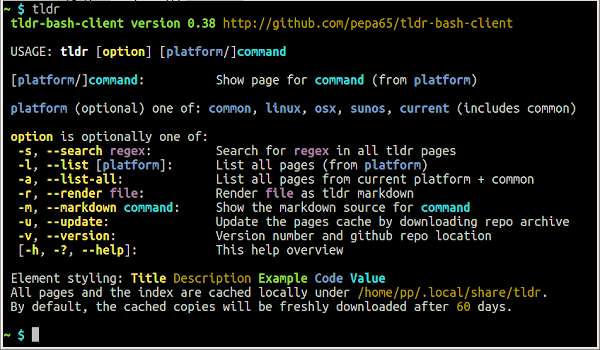 ~ $ tldr
tldr-bash-client version 0.38 http://github.com/pepa65/tldr-bash-client
USAGE: tldr [option] [platform/]command
[platform/]command: Show page for command (from platform)
platform (optional) one of: common, linux, osx, sunos, current (includes common)
option is optionally one of:
-s, --search regex: Search for regex in all tldr pages
-l, --list [platform]: List all pages (from platform)
-a, --list-all: List all pages from current platform + common
-r, --render file: Render file as tldr markdown
-m, --markdown command: Show the markdown source for command
-u, --update: Update the pages cache by downloading repo archive
-v, --version: Version number and github repo location
[-h, -?, --help]: This help overview
Element styling: Title Description Example Code Value
All pages and the index are cached locally under /home/pp/.local/share/tldr.
By default, the cached copies will be freshly downloaded after 60 days.
~ $